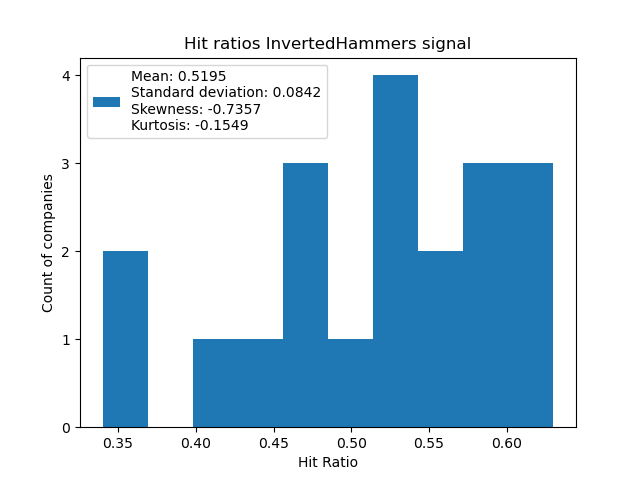 Hit ratios InvertedHammers signal
Mean: 0.5195
Standard deviation: 0.0842
Skewness: -0.7357
Kurtosis: -0.1549
4
3
2
1
0
Count of companies
0.35 0.40 0.45 0.50 0.55 0.60
Hit Ratio